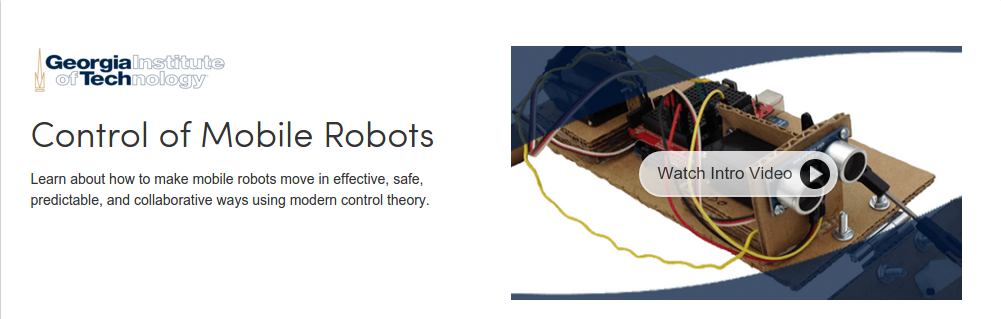 Georgia Institute
of Technology
Control of Mobile Robots
Learn about how to make mobile robots move in effective, safe,
predictable, and collaborative ways using modern control theory.
Watch Intro Video